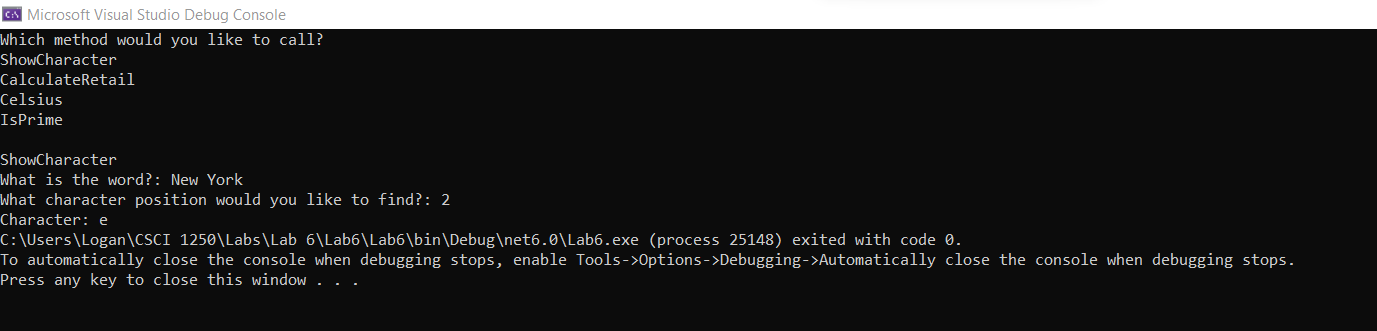 Microsoft Visual Studio Debug Console
Which method would you like to call?
ShowCharacter
CalculateRetail
Celsius
IsPrime
ShowCharacter
What is the word?: New York
What character position would you like to find?: 2
Character: e
C:\Users\Logan\CSCI 1250\Labs\Lab 6\Lab6\Lab6\bin\Debug\net6.0\Lab6.exe (process 25148) exited with code 0.
To automatically close the console when debugging stops, enable Tools->Options->Debugging->Automatically close the console when debugging stops.
Press any key to close this window . . .